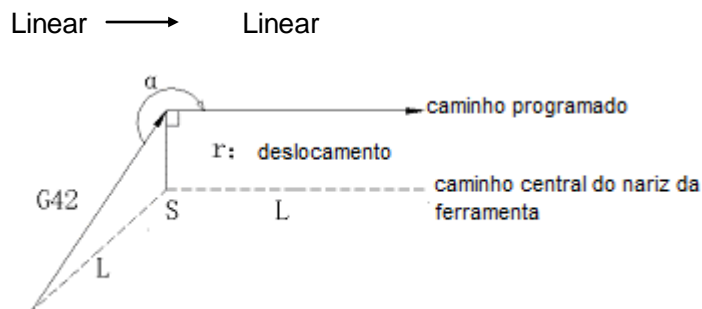 Linear Linear
α
caminho programado
r: deslocamento
G42
caminho central do nariz da
ferramenta
S L
L